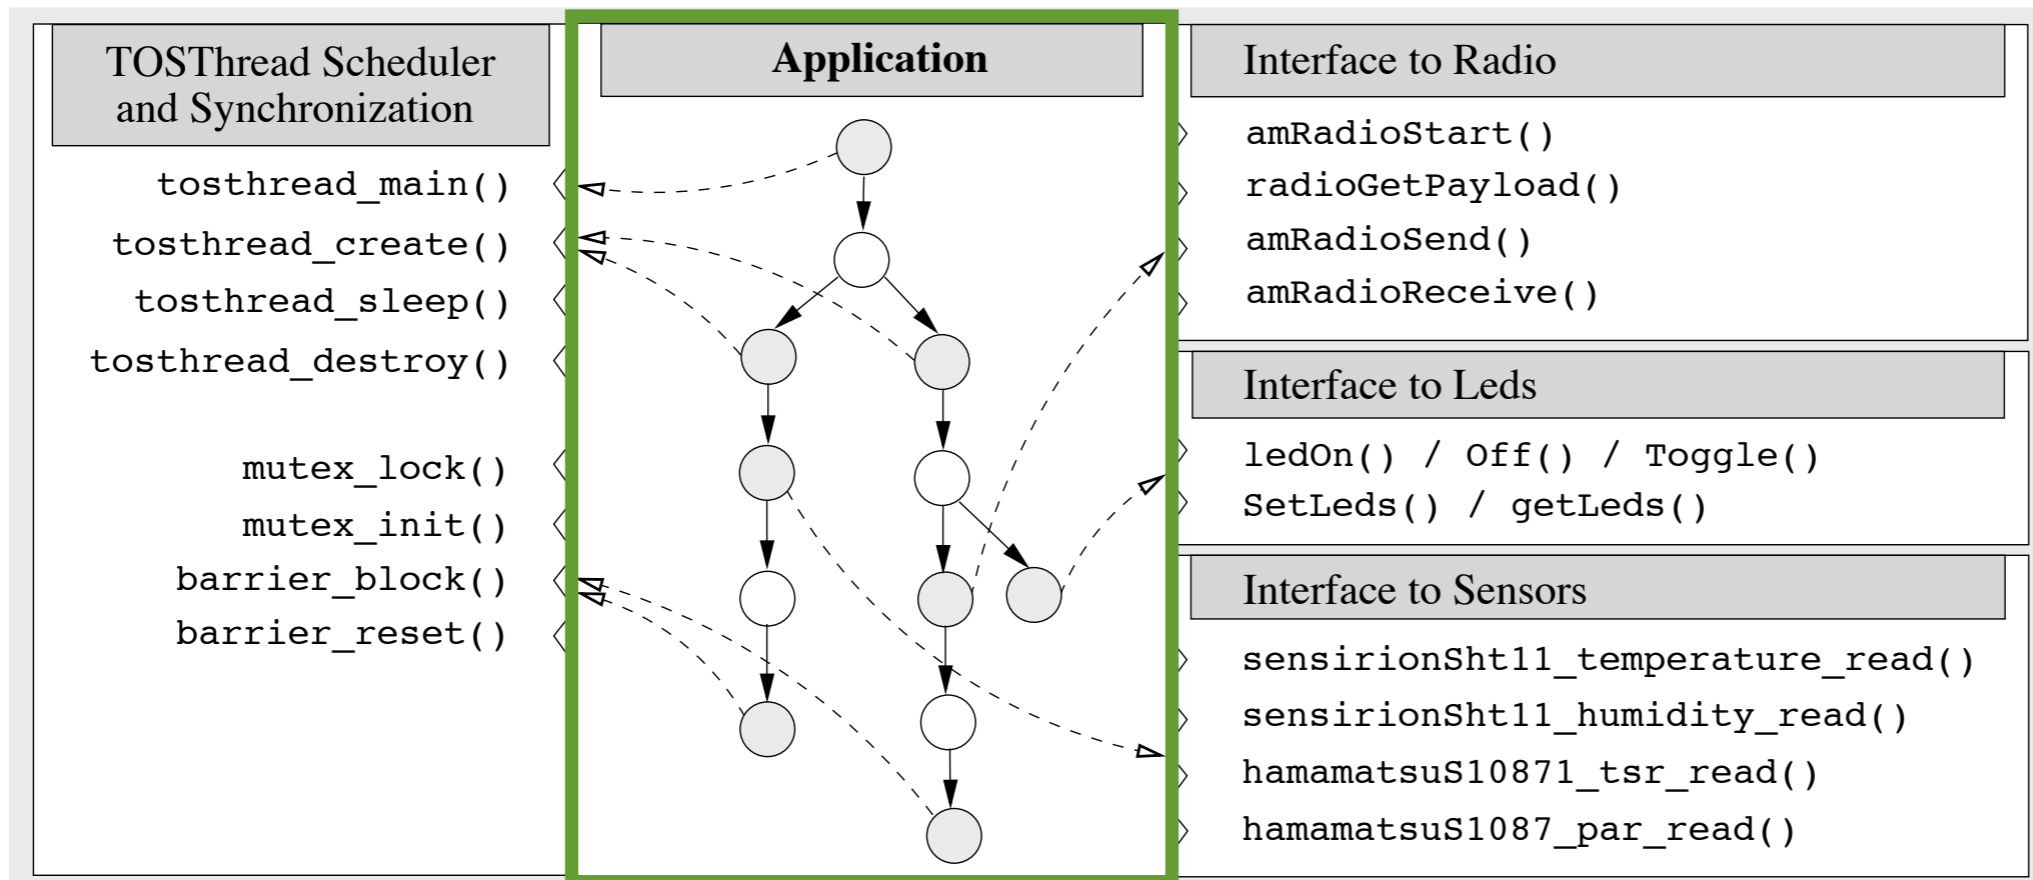 TOSThread Scheduler
and Synchronization
tosthread_main()
tosthread_create()
tosthread_sleep()
tosthread_destroy()
mutex_lock()
mutex_init()
barrier_block()
barrier_reset()
Application
Interface to Radio
amRadioStart()
radioGetPayload()
amRadioSend()
amRadioReceive()
Interface to Leds
ledOn() / Off() / Toggle()
SetLeds() / getLeds()
Interface to Sensors
sensirionSht11_temperature_read()
sensirionSht11_humidity_read()
hamamatsuS10871_tsr_read()
hamamatsuS1087_par_read()